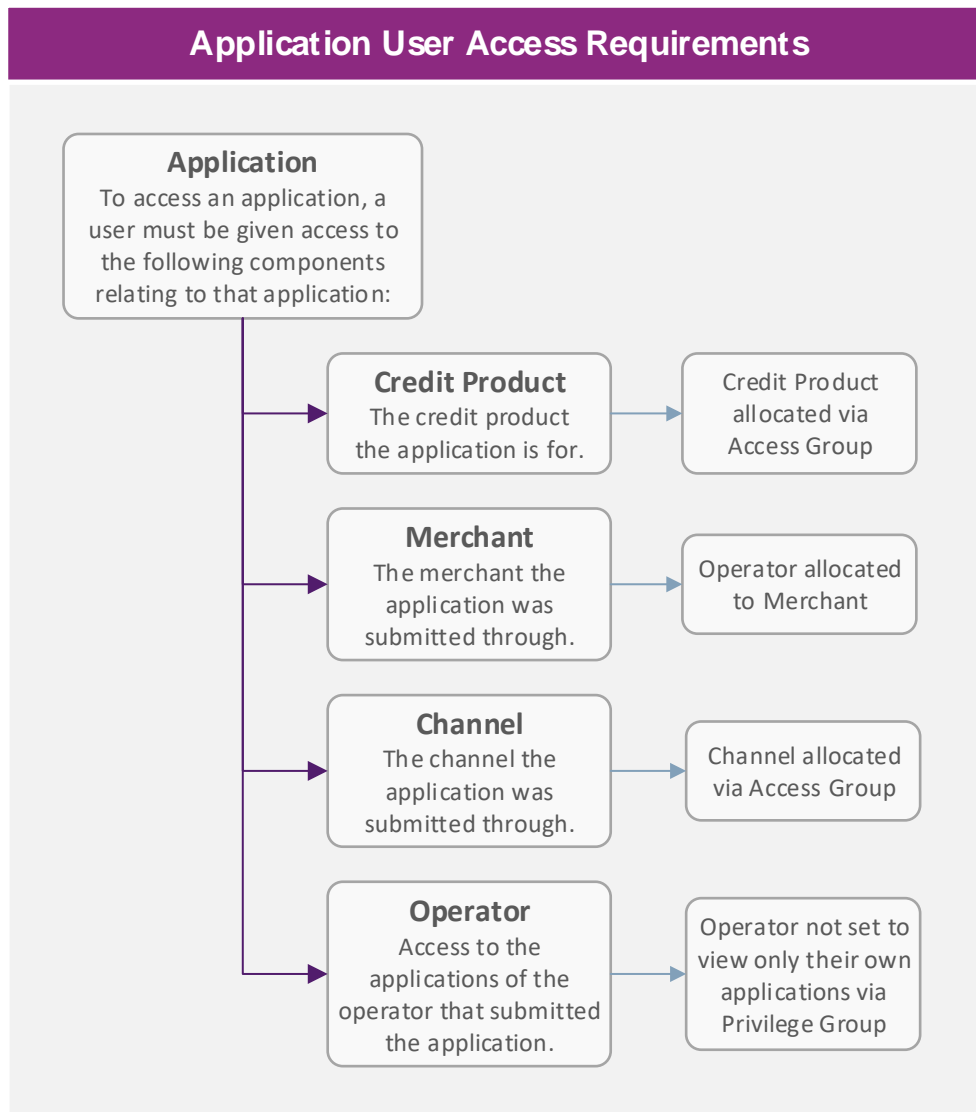 Application User Access Requirements
Application
To access an application, a
user must be given access to
the following components
relating to that application:
Credit Product
The credit product
the application is for.
Credit Product
allocated via
Access Group
Merchant
The merchant the
application was
submitted through.
Operator allocated
to Merchant
Channel
The channel the
application was
submitted through.
Channel allocated
via Access Group
Operator
Access to the
applications of the
operator that submitted
the application.
Operator not set to
view only their own
applications via
Privilege Group